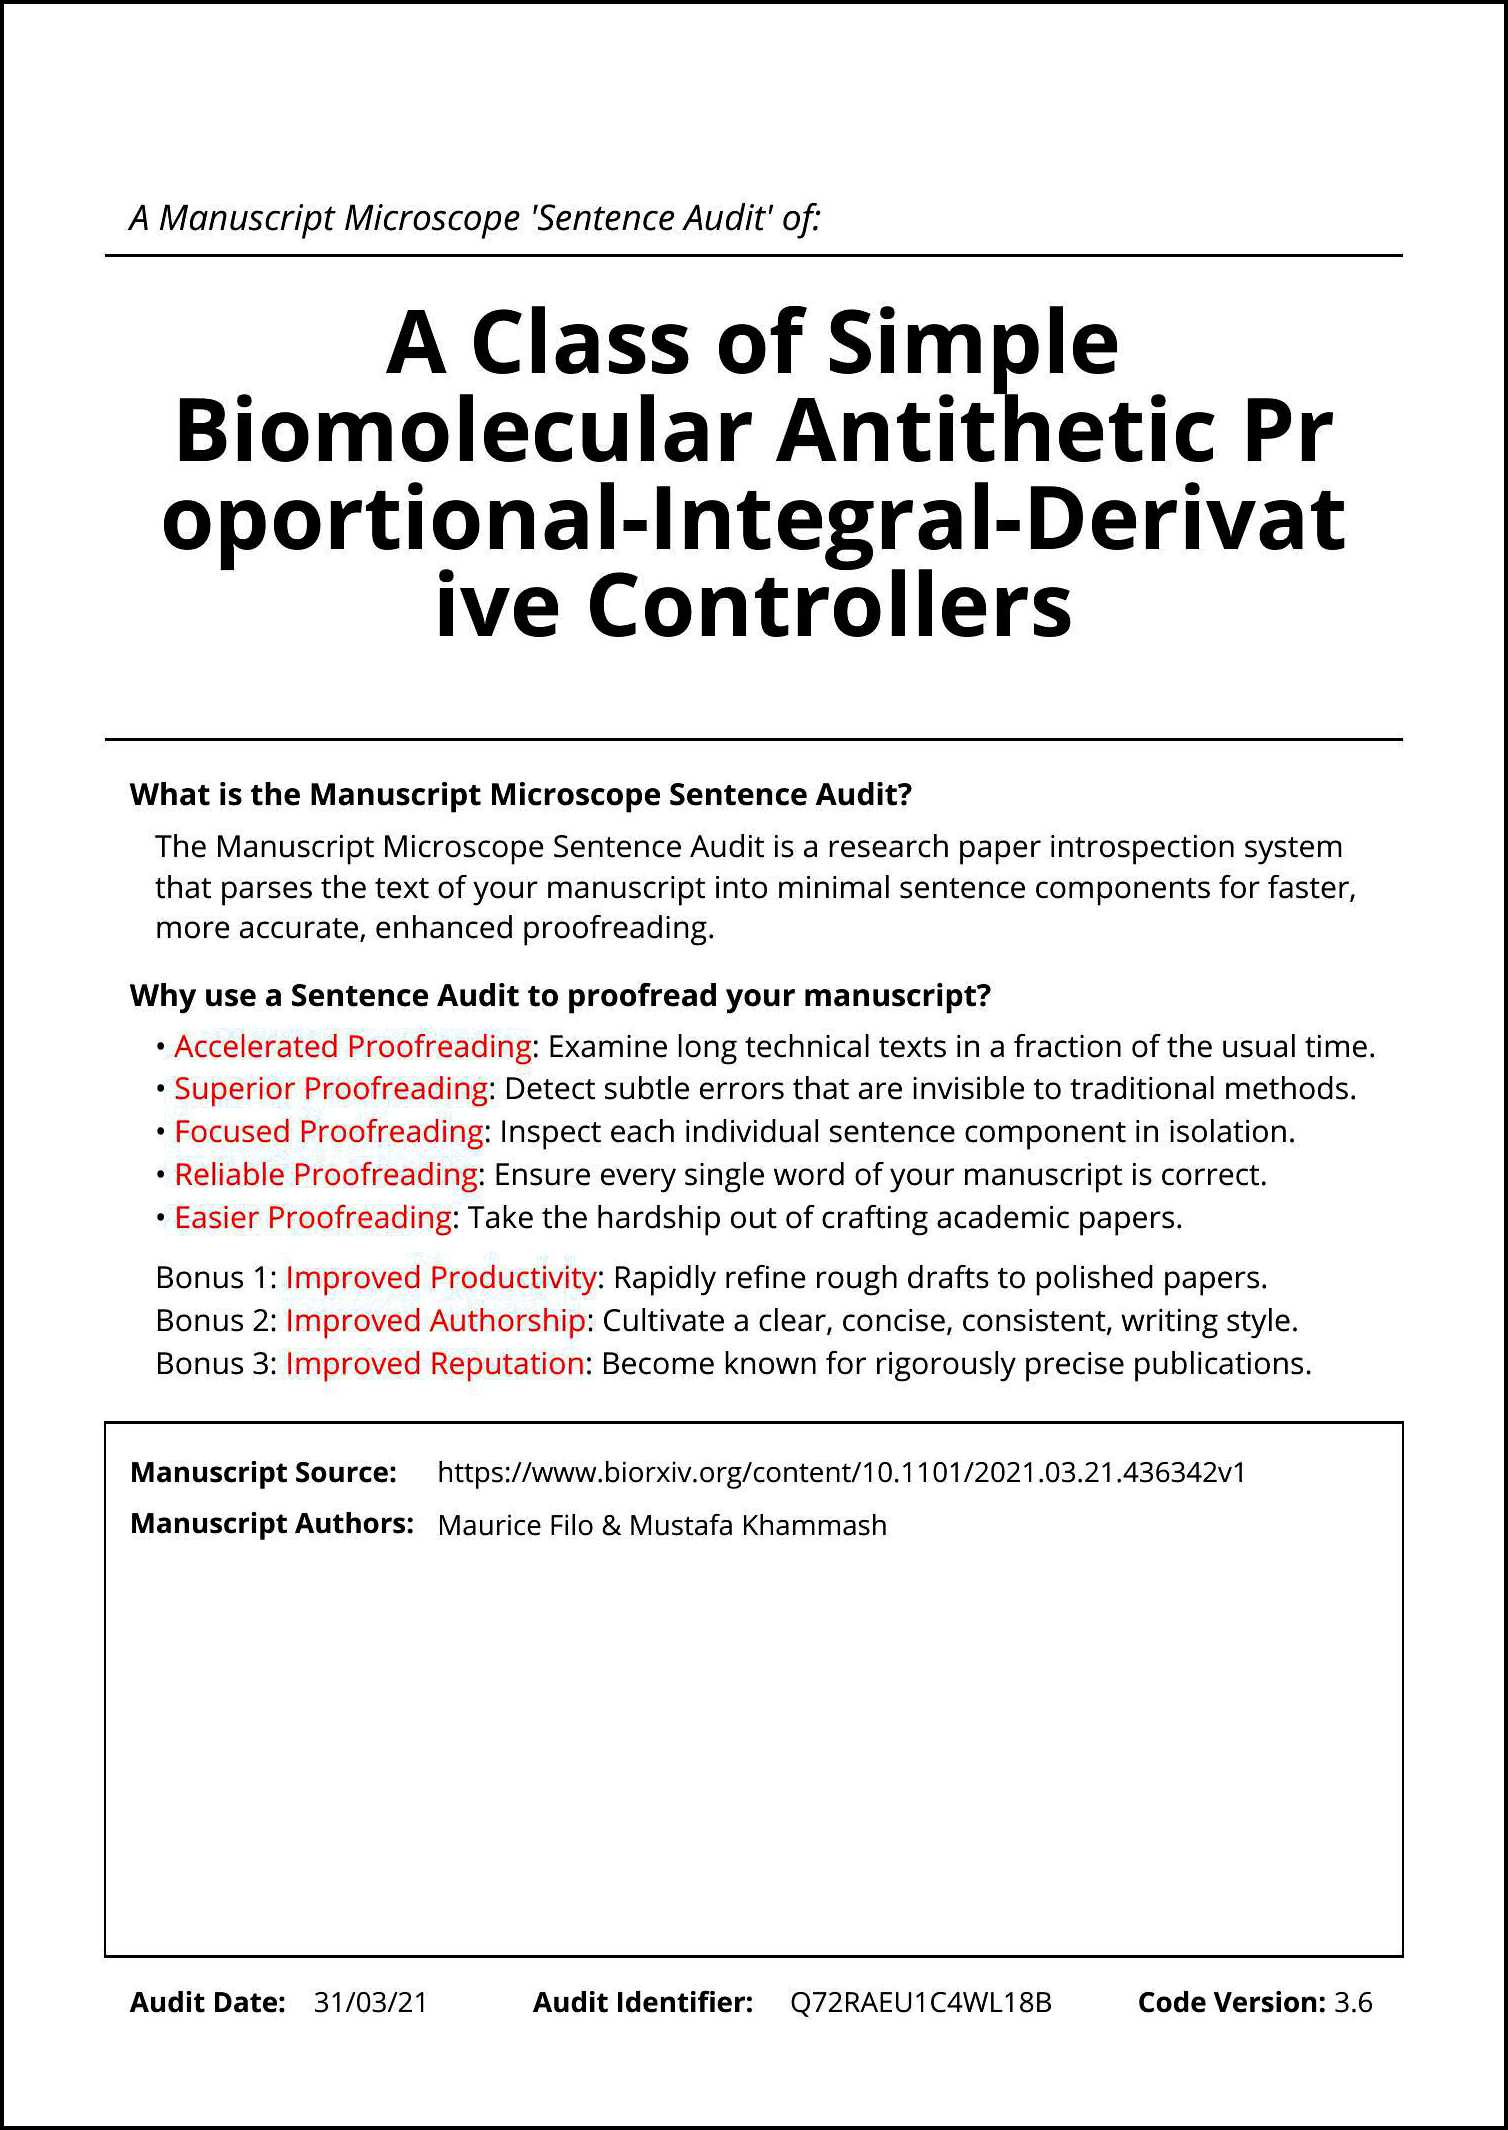 A Manuscript Microscope 'Sentence Audit' of:
A Class of Simple
Biomolecular Antithetic Pr
oportional-Integral-Derivat
ive Controllers
What is the Manuscript Microscope Sentence Audit?
The Manuscript Microscope Sentence Audit is a research paper introspection system
that parses the text of your manuscript into minimal sentence components for faster,
more accurate, enhanced proofreading.
Why use a Sentence Audit to proofread your manuscript?
• Accelerated Proofreading: Examine long technical texts in a fraction of the usual time.
• Superior Proofreading: Detect subtle errors that are invisible to traditional methods.
• Focused Proofreading: Inspect each individual sentence component in isolation.
• Reliable Proofreading: Ensure every single word of your manuscript is correct.
• Easier Proofreading: Take the hardship out of crafting academic papers.
Bonus 1: Improved Productivity: Rapidly refine rough drafts to polished papers.
Bonus 2: Improved Authorship: Cultivate a clear, concise, consistent, writing style.
Bonus 3: Improved Reputation: Become known for rigorously precise publications.
Manuscript Source: https://www.biorxiv.org/content/10.1101/2021.03.21.436342v1
Manuscript Authors: Maurice Filo & Mustafa Khammash
Audit Date: 31/03/21 Audit Identifier: Q72RAEU1C4WL18B Code Version: 3.6